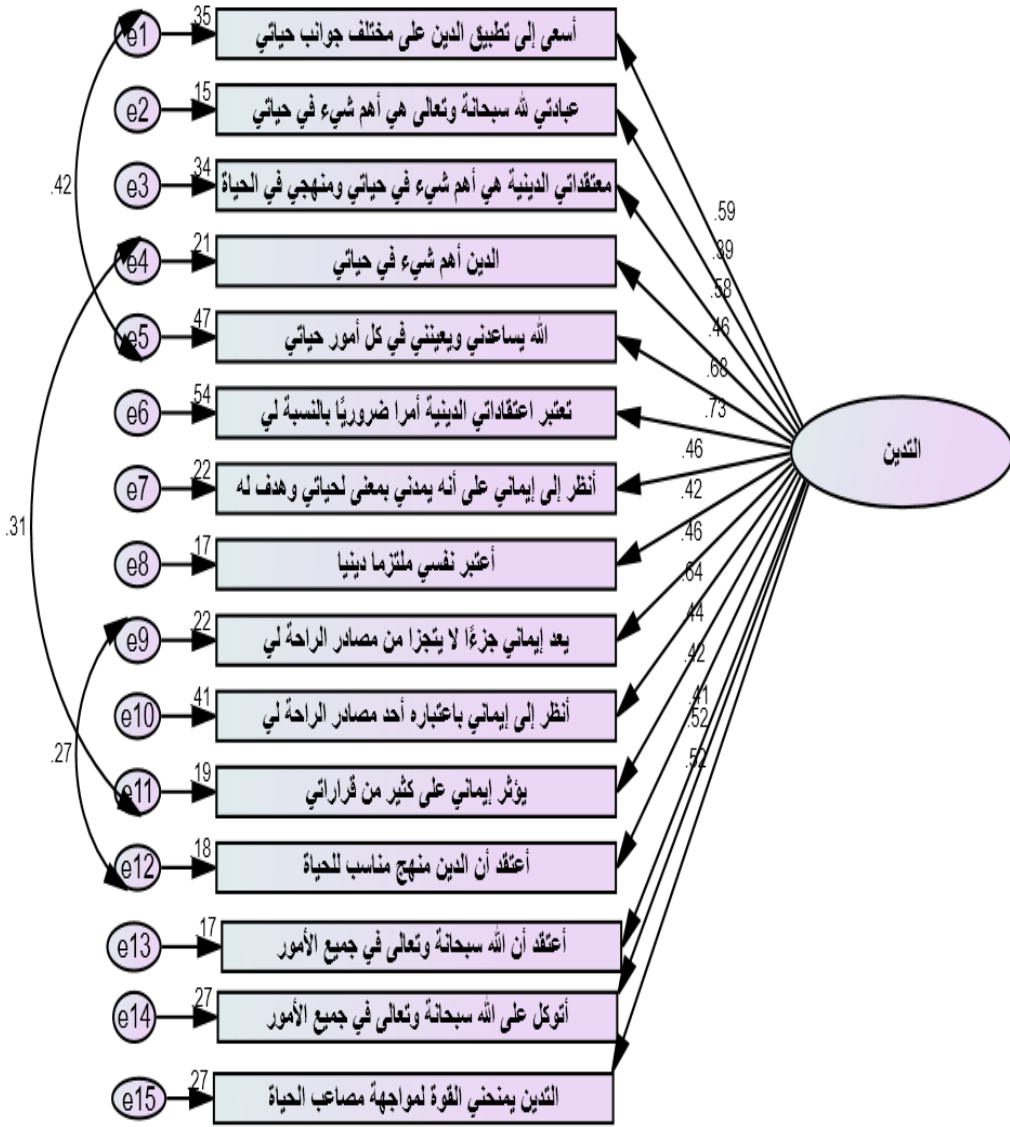 e1 .35 أسعى إلى تطبيق الدين على مختلف جوانب حياتي
e2 .15 عبادتي لله سبحانة وتعالى هي أهم شيء في حياتي
e3 .34 معتقداتي الدينية هي أهم شيء في حياتي ومنهجي في الحياة
e4 .21 الدين أهم شيء في حياتي
e5 .47 الله يساعدني ويعينني في كل أمور حياتي
e6 .54 تعتبر اعتقاداتي الدينية أمرا ضروريًا بالنسبة لي
e7 .22 أنظر إلى إيماني على أنه يمدني بمعنى لحياتي وهدف له
e8 .17 أعتبر نفسي ملتزما دينيا
e9 .22 يعد إيماني جزءًا لا يتجزا من مصادر الراحة لي
e10 .41 أنظر إلى إيماني باعتباره أحد مصادر الراحة لي
e11 .19 يؤثر إيماني على كثير من قراراتي
e12 .18 أعتقد أن الدين منهج مناسب للحياة
e13 .17 أعتقد أن الله سبحانة وتعالى في جميع الأمور
e14 .27 أتوكل على الله سبحانة وتعالى في جميع الأمور
e15 .27 التدين يمنحني القوة لمواجهة مصاعب الحياة
.42
.31
.27
.59
.39
.58
.46
.68
.73
.46
.42
.46
.64
.44
.42
.41
.52
.52
التدين